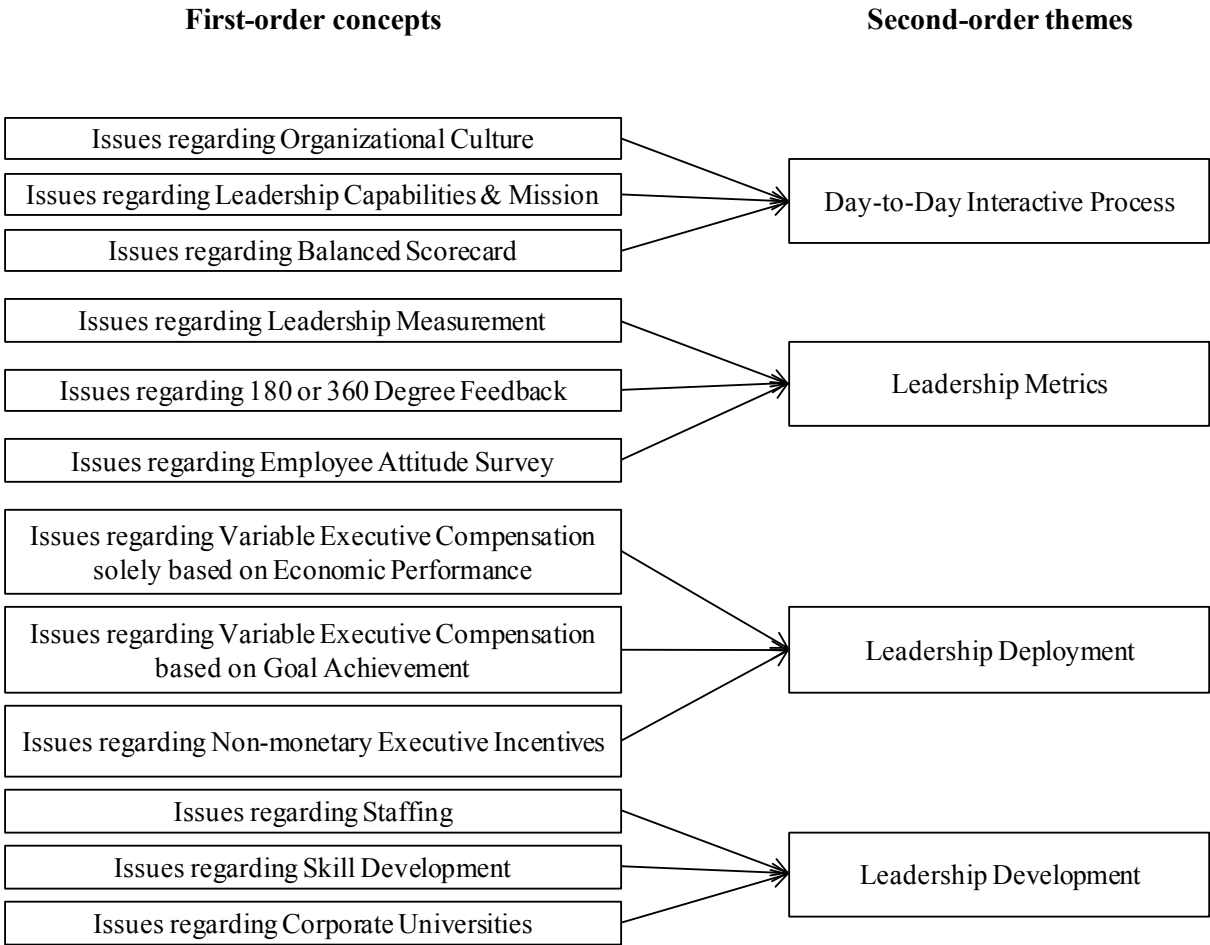 First-order concepts
Second-order themes
Issues regarding Organizational Culture
Issues regarding Leadership Capabilities & Mission
Issues regarding Balanced Scorecard
Day-to-Day Interactive Process
Issues regarding Leadership Measurement
Issues regarding 180 or 360 Degree Feedback
Issues regarding Employee Attitude Survey
Leadership Metrics
Issues regarding Variable Executive Compensation
solely based on Economic Performance
Issues regarding Variable Executive Compensation
based on Goal Achievement
Issues regarding Non-monetary Executive Incentives
Leadership Deployment
Issues regarding Staffing
Issues regarding Skill Development
Issues regarding Corporate Universities
Leadership Development